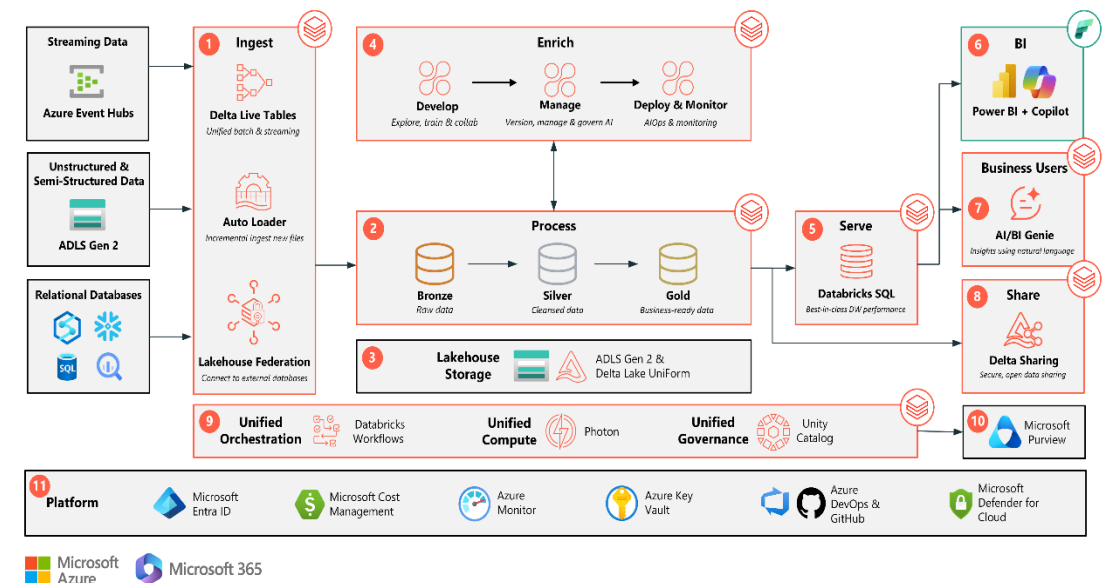 Streaming Data
Azure Event Hubs
Unstructured &
Semi-Structured Data
ADLS Gen 2
Relational Databases
SQL
1
Ingest
Delta Live Tables
Unified batch & streaming
Auto Loader
Incremental ingest new files
Lakehouse Federation
Connect to external databases
4
Enrich
Develop
Explore, train & collab
Manage
Version, manage & govern AI
Deploy & Monitor
AIOps & monitoring
2
Process
Bronze
Raw data
Silver
Cleansed data
Gold
Business-ready data
3
Lakehouse
Storage
ADLS Gen 2 &
Delta Lake UniForm
5
Serve
Databricks SQL
Best-in-class DW performance
6
BI
Power BI + Copilot
Business Users
7
AI/BI Genie
Insights using natural language
8
Share
Delta Sharing
Secure, open data sharing
9
Unified
Orchestration
Databricks
Workflows
Unified
Compute
Photon
Unified
Governance
Unity
Catalog
10
Microsoft
Purview
11
Platform
Microsoft
Entra ID
$
Microsoft Cost
Management
Azure
Monitor
Azure Key
Vault
Azure
DevOps &
GitHub
Microsoft
Defender for
Cloud
Microsoft
Azure
Microsoft 365